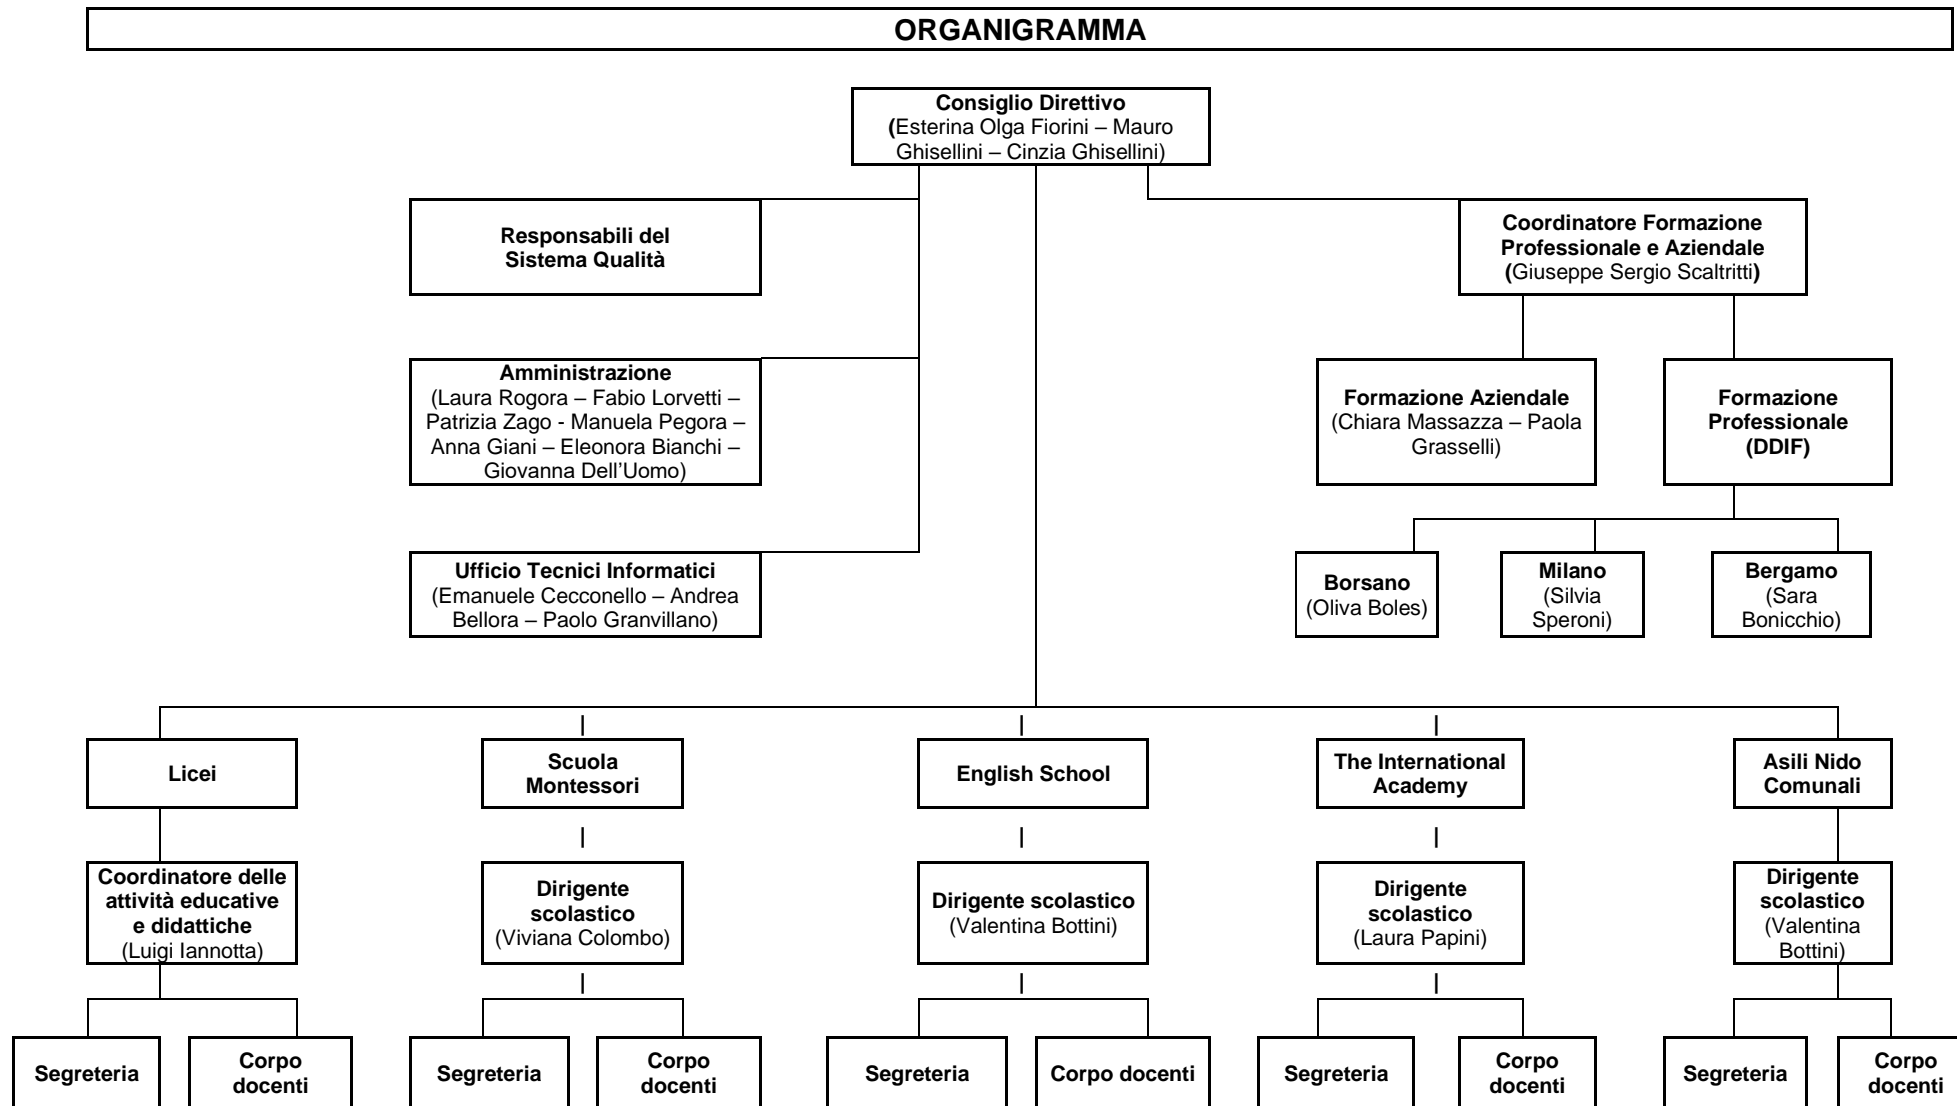 ORGANIGRAMMA
Consiglio Direttivo
(Esterina Olga Fiorini – Mauro
Ghisellini – Cinzia Ghisellini)
Responsabili del
Sistema Qualità
Coordinatore Formazione
Professionale e Aziendale
(Giuseppe Sergio Scaltritti)
Amministrazione
(Laura Rogora – Fabio Lorvetti –
Patrizia Zago - Manuela Pegora –
Anna Giani – Eleonora Bianchi –
Giovanna Dell’Uomo)
Formazione Aziendale
(Chiara Massazza – Paola
Grasselli)
Formazione
Professionale
(DDIF)
Ufficio Tecnici Informatici
(Emanuele Cecconello – Andrea
Bellora – Paolo Granvillano)
Borsano
(Oliva Boles)
Milano
(Silvia
Speroni)
Bergamo
(Sara
Bonicchio)
Licei
Scuola
Montessori
English School
The International
Academy
Asili Nido
Comunali
Coordinatore delle
attività educative
e didattiche
(Luigi Iannotta)
Dirigente
scolastico
(Viviana Colombo)
Dirigente scolastico
(Valentina Bottini)
Dirigente
scolastico
(Laura Papini)
Dirigente
scolastico
(Valentina
Bottini)
Segreteria
Corpo
docenti
Segreteria
Corpo
docenti
Segreteria
Corpo docenti
Segreteria
Corpo
docenti
Segreteria
Corpo
docenti